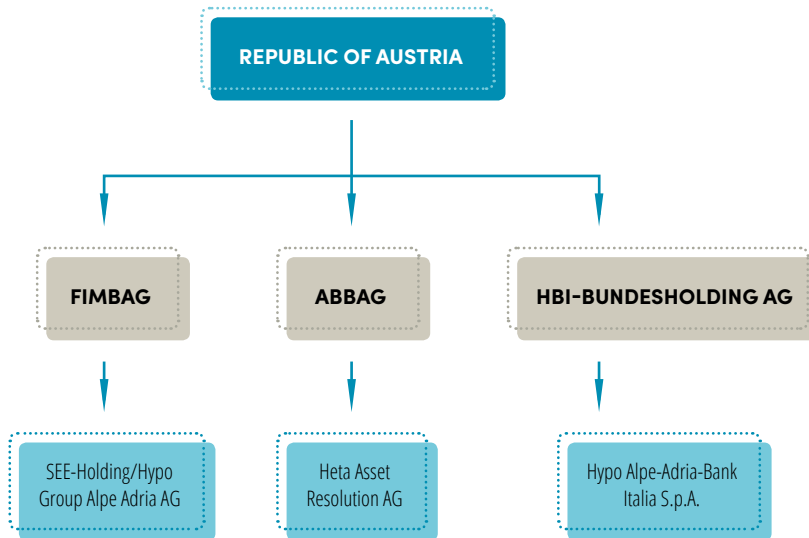 REPUBLIC OF AUSTRIA
FIMBAG
ABBAG
HBI-BUNDESHOLDING AG
SEE-Holding/Hypo
Group Alpe Adria AG
Heta Asset
Resolution AG
Hypo Alpe-Adria-Bank
Italia S.p.A.